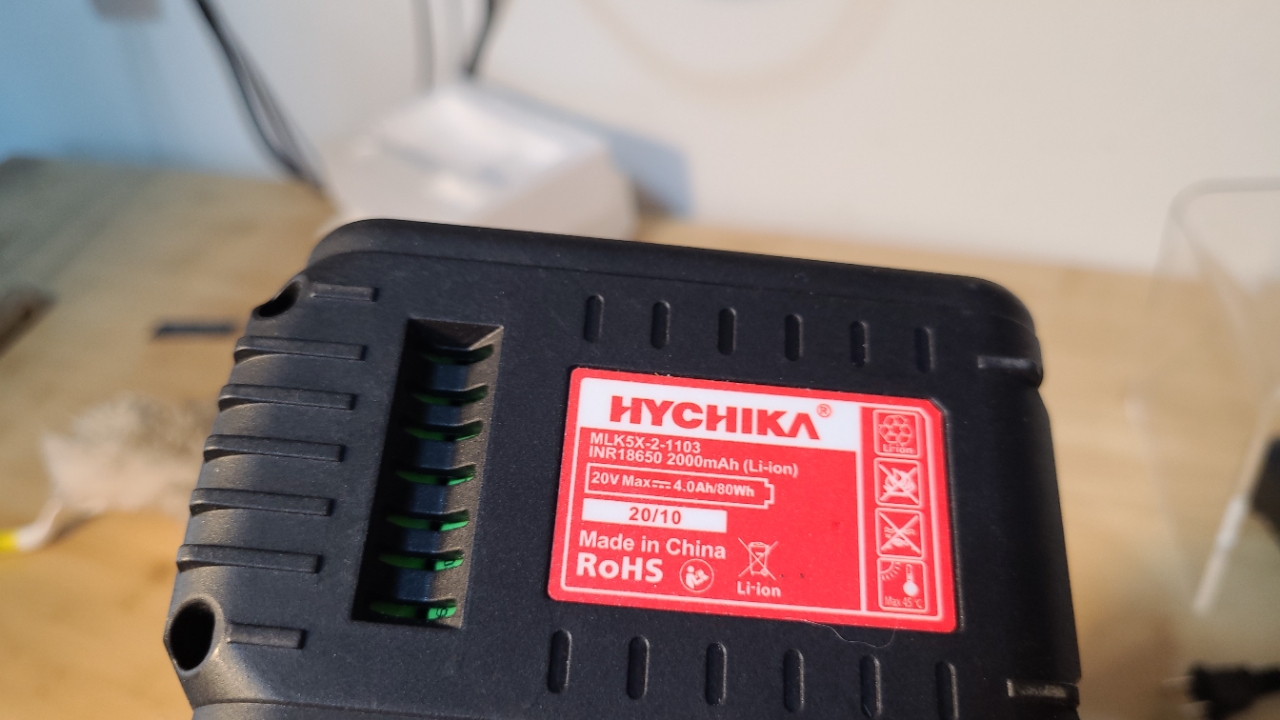 HYCHIKA®
MLK5X-2-1103
INR18650 2000mAh (Li-ion)
20V Max⎓4.0Ah/80Wh
20/10
Made in China
RoHS
Li-ion
Li-ion
Max 45℃